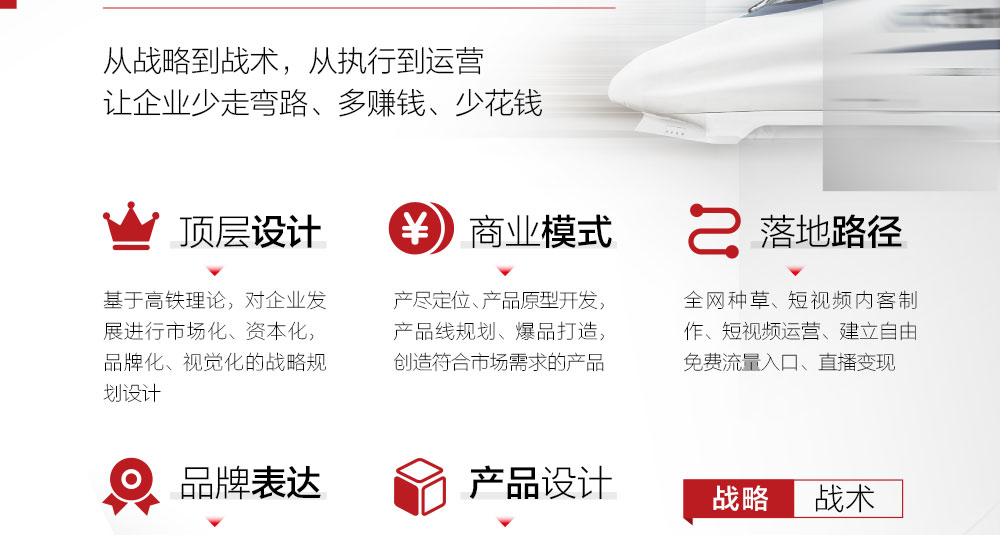 从战略到战术，从执行到运营
让企业少走弯路、多赚钱、少花钱
顶层设计
商业模式
落地路径
基于高铁理论，对企业发
展进行市场化、资本化，
品牌化、视觉化的战略规
划设计
产尽定位、产品原型开发，
产品线规划、爆品打造，
创造符合市场需求的产品
全网种草、短视频内客制
作、短视频运营、建立自由
免费流量入口、直播变现
品牌表达
产品设计
战略 战术